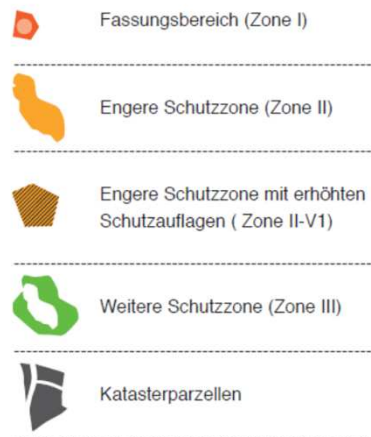 Fassungsbereich (Zone I)
Engere Schutzzone (Zone II)
Engere Schutzzone mit erhöhten
Schutzauflagen ( Zone II-V1)
Weitere Schutzzone (Zone III)
Katasterparzellen